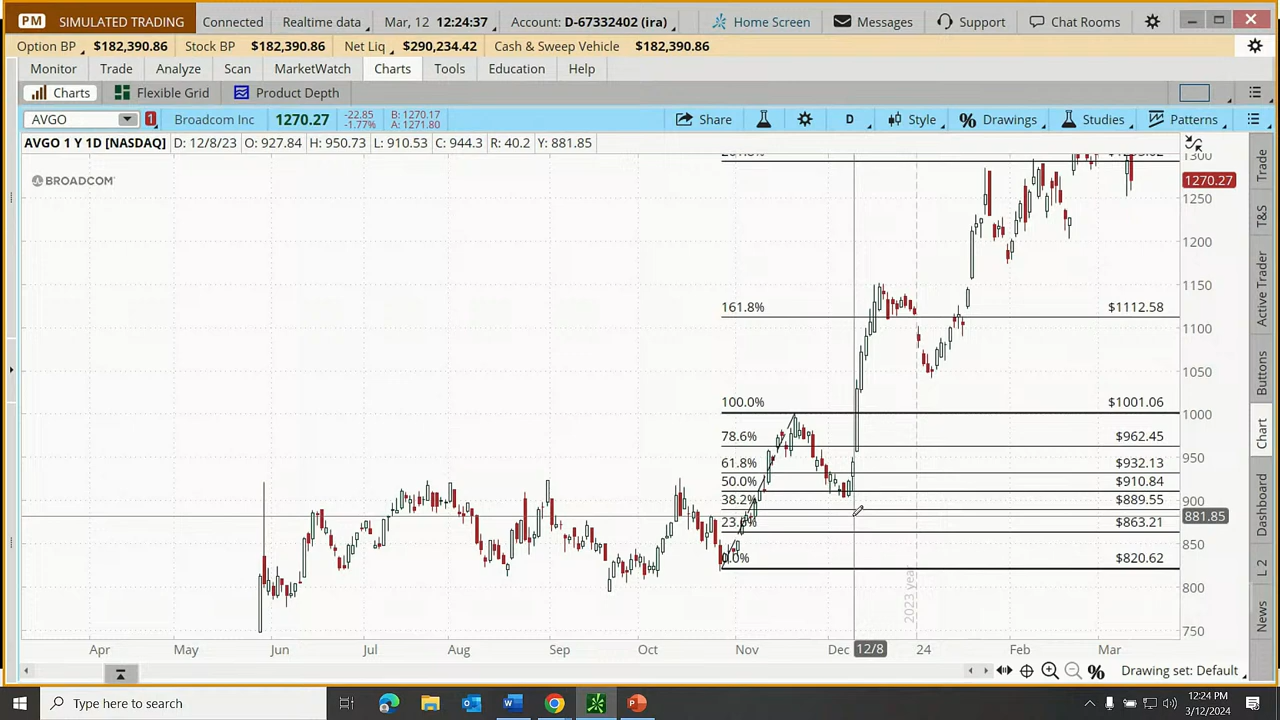 PM SIMULATED TRADING Connected Realtime data Mar, 12 12:24:37 Account: D-67332402 (ira) Home Screen Messages Support Chat Rooms
Option BP $182,390.86 Stock BP $182,390.86 Net Liq $290,234.42 Cash & Sweep Vehicle $182,390.86
Monitor Trade Analyze Scan MarketWatch Charts Tools Education Help
Charts Flexible Grid Product Depth
AVGO 1 Broadcom Inc 1270.27 -22.85 -1.77% B: 1270.17 A: 1271.80 Share D Style Drawings Studies Patterns
AVGO 1 Y 1D [NASDAQ] D: 12/8/23 O: 927.84 H: 950.73 L: 910.53 C: 944.3 R: 40.2 Y: 881.85
BROADCOM
1300
1270.27
1250
1200
1150
161.8% $1112.58
1100
1050
100.0% $1001.06
1000
78.6% $962.45
950
61.8% $932.13
50.0% $910.84
38.2% $889.55
900
881.85
$863.21
850
0.0% $820.62
800
2023 year
750
Apr May Jun Jul Aug Sep Oct Nov Dec 12/8 24 Feb Mar
Drawing set: Default
Trade
T&S
Active Trader
Buttons
Chart
Dashboard
L 2
News
Type here to search
12:24 PM
3/12/2024